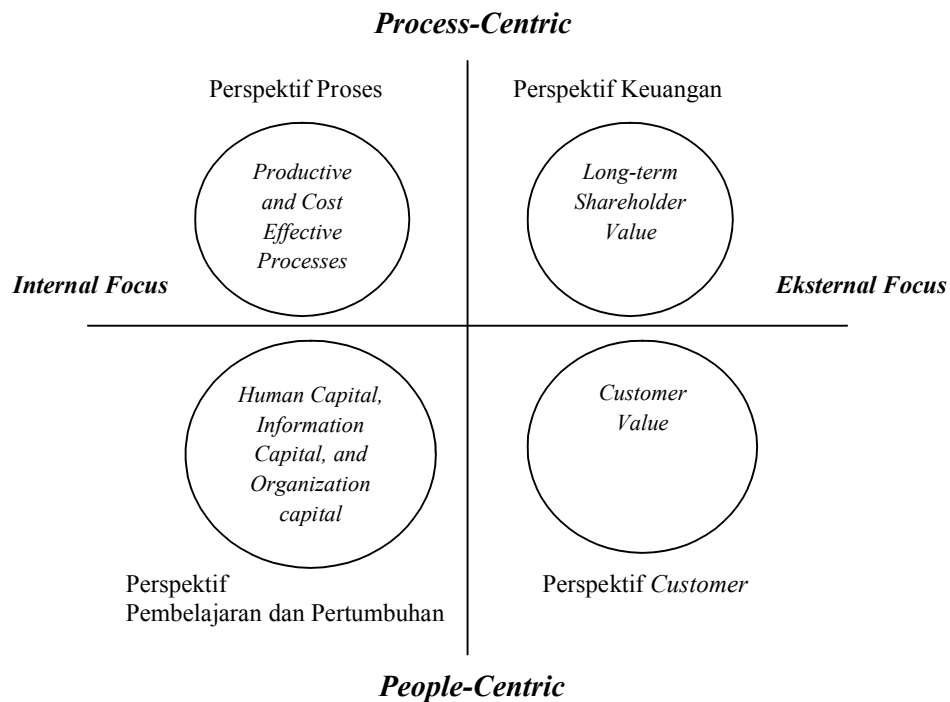 Process-Centric
Perspektif Proses
Perspektif Keuangan
Productive
and Cost
Effective
Processes
Long-term
Shareholder
Value
Internal Focus
Eksternal Focus
Human Capital,
Information
Capital, and
Organization
capital
Customer
Value
Perspektif
Pembelajaran dan Pertumbuhan
Perspektif Customer
People-Centric